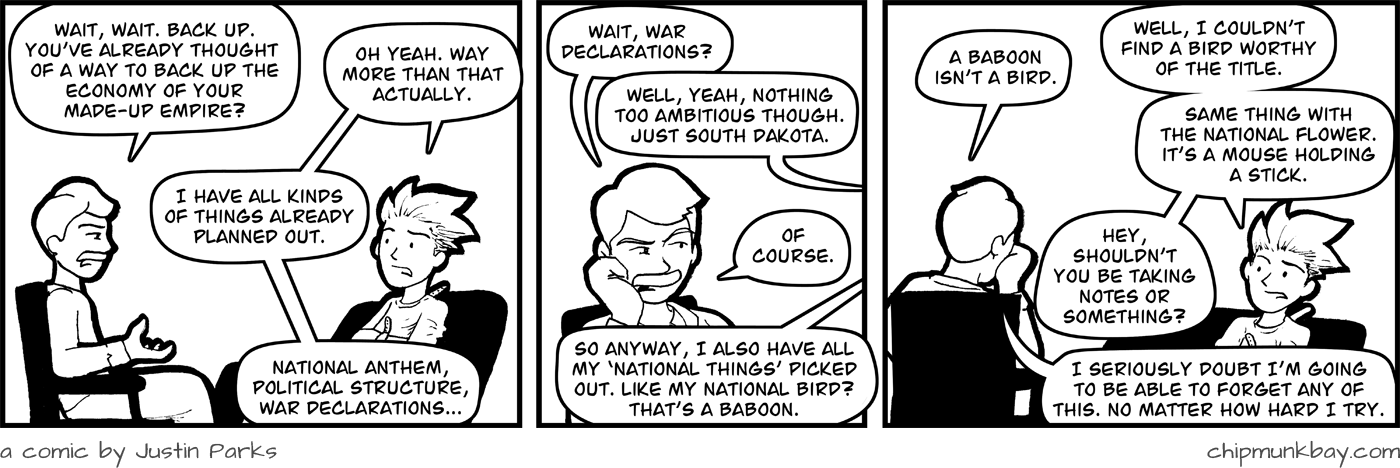 WAIT, WAIT. BACK UP.
YOU'VE ALREADY THOUGHT
OF A WAY TO BACK UP THE
ECONOMY OF YOUR
MADE-UP EMPIRE?
OH YEAH. WAY
MORE THAN THAT
ACTUALLY.
I HAVE ALL KINDS
OF THINGS ALREADY
PLANNED OUT.
NATIONAL ANTHEM,
POLITICAL STRUCTURE,
WAR DECLARATIONS...
WAIT, WAR
DECLARATIONS?
WELL, YEAH, NOTHING
TOO AMBITIOUS THOUGH.
JUST SOUTH DAKOTA.
OF
COURSE.
SO ANYWAY, I ALSO HAVE ALL
MY 'NATIONAL THINGS' PICKED
OUT. LIKE MY NATIONAL BIRD?
THAT'S A BABOON.
A BABOON
ISN'T A BIRD.
WELL, I COULDN'T
FIND A BIRD WORTHY
OF THE TITLE.
SAME THING WITH
THE NATIONAL FLOWER.
IT'S A MOUSE HOLDING
A STICK.
HEY,
SHOULDN'T
YOU BE TAKING
NOTES OR
SOMETHING?
I SERIOUSLY DOUBT I'M GOING
TO BE ABLE TO FORGET ANY OF
THIS. NO MATTER HOW HARD I TRY.
a comic by Justin Parks
chipmunkbay.com